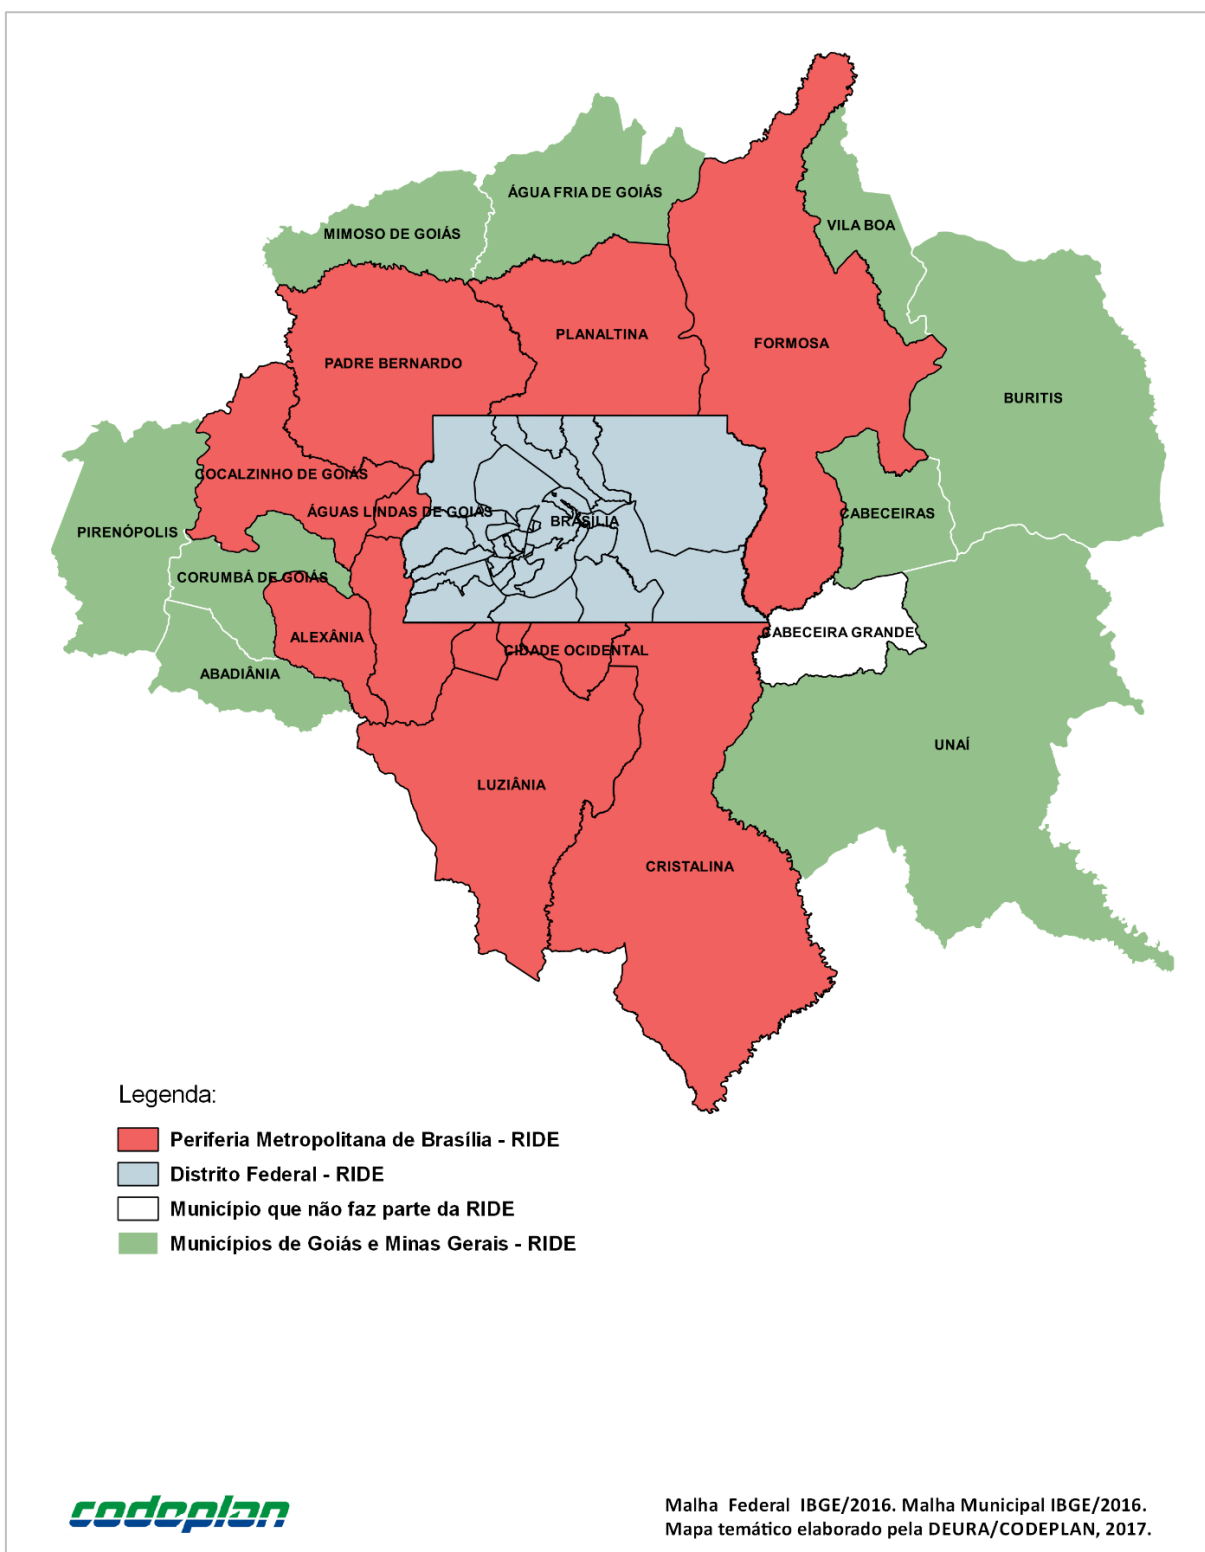 ÁGUA FRIA DE GOIÁS
VILA BOA
MIMOSO DE GOIÁS
PLANALTINA
FORMOSA
PADRE BERNARDO
BURITIS
COCALZINHO DE GOIÁS
ÁGUAS LINDAS DE GOIÁS
CABECEIRAS
BRASÍLIA
PIRENÓPOLIS
CORUMBÁ DE GOIÁS
CABECEIRA GRANDE
ALEXÂNIA
CIDADE OCIDENTAL
ABADIÂNIA
UNAÍ
LUZIÂNIA
CRISTALINA
Legenda:
Periferia Metropolitana de Brasília - RIDE
Distrito Federal - RIDE
Município que não faz parte da RIDE
Municípios de Goiás e Minas Gerais - RIDE
codeplan
Malha Federal IBGE/2016. Malha Municipal IBGE/2016.
Mapa temático elaborado pela DEURA/CODEPLAN, 2017.